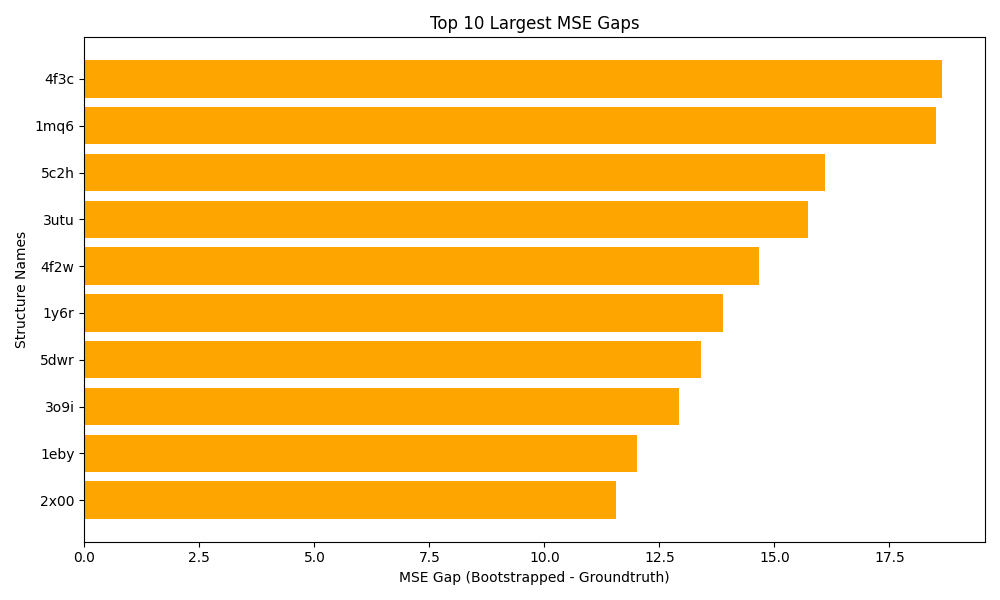 Top 10 Largest MSE Gaps
Structure Names
4f3c
1mq6
5c2h
3utu
4f2w
1y6r
5dwr
3o9i
1eby
2x00
0.0 2.5 5.0 7.5 10.0 12.5 15.0 17.5
MSE Gap (Bootstrapped - Groundtruth)